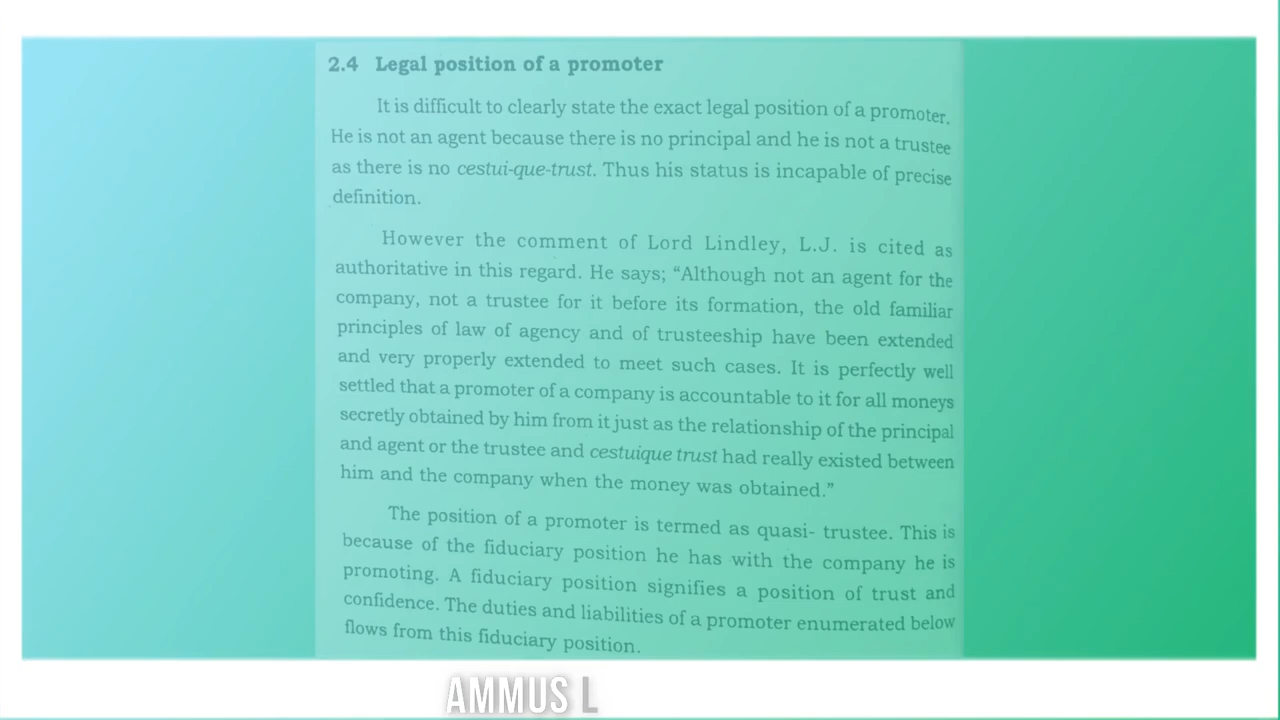 2.4 Legal position of a promoter
It is difficult to clearly state the exact legal position of a promoter.
He is not an agent because there is no principal and he is not a trustee
as there is no cestui-que-trust. Thus his status is incapable of precise
definition.
However the comment of Lord Lindley, L.J. is cited as
authoritative in this regard. He says; “Although not an agent for the
company, not a trustee for it before its formation, the old familiar
principles of law of agency and of trusteeship have been extended
and very properly extended to meet such cases. It is perfectly well
settled that a promoter of a company is accountable to it for all moneys
secretly obtained by him from it just as the relationship of the principal
and agent or the trustee and cestuique trust had really existed between
him and the company when the money was obtained.”
The position of a promoter is termed as quasi- trustee. This is
because of the fiduciary position he has with the company he is
promoting. A fiduciary position signifies a position of trust and
confidence. The duties and liabilities of a promoter enumerated below
flows from this fiduciary position.
AMMUS L